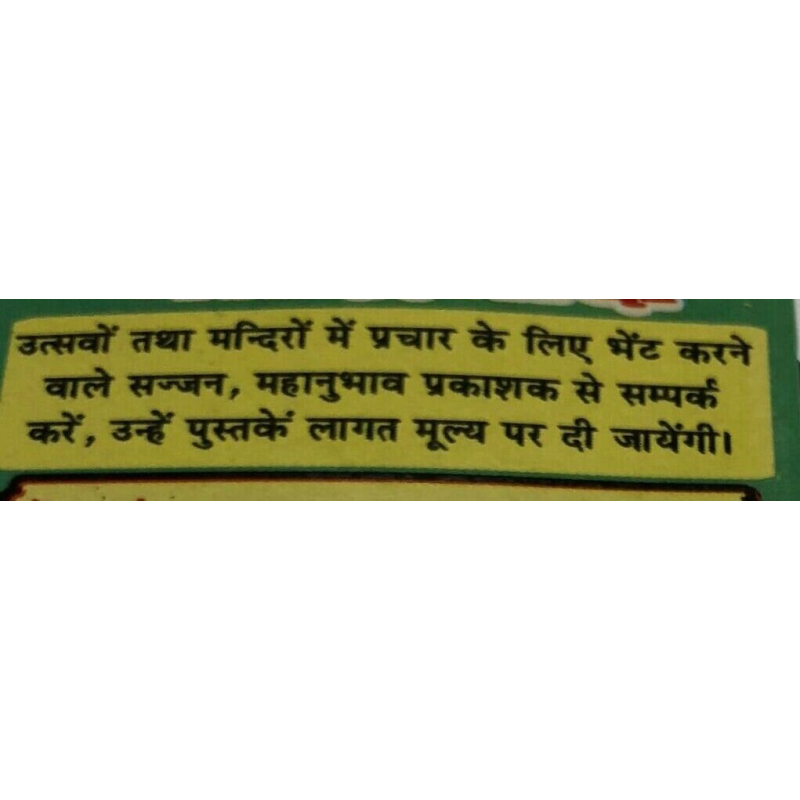 उत्सवों तथा मन्दिरों में प्रचार के लिए भेंट करने
वाले सज्जन, महानुभाव प्रकाशक से सम्पर्क
करें, उन्हें पुस्तकें लागत मूल्य पर दी जायेंगी।